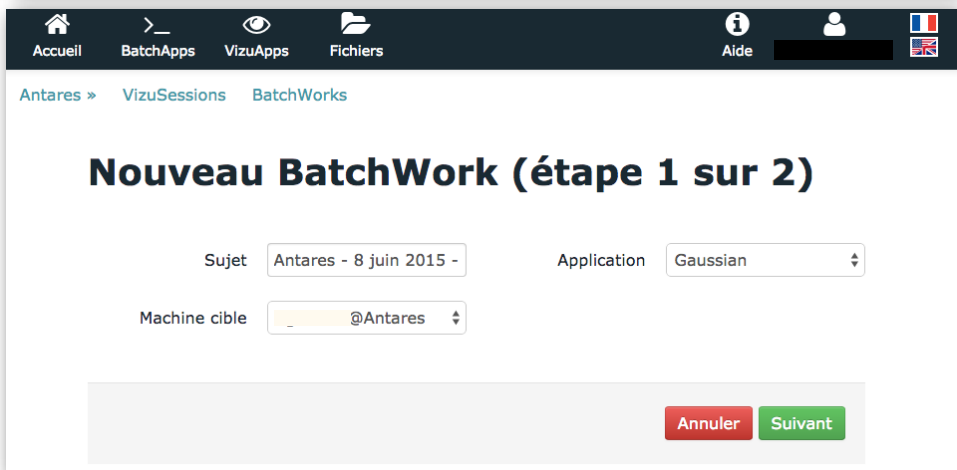 Accueil BatchApps VizuApps Fichiers Aide
Antares » VizuSessions BatchWorks
Nouveau BatchWork (étape 1 sur 2)
Sujet Antares - 8 juin 2015 - Application Gaussian
Machine cible @Antares
Annuler Suivant